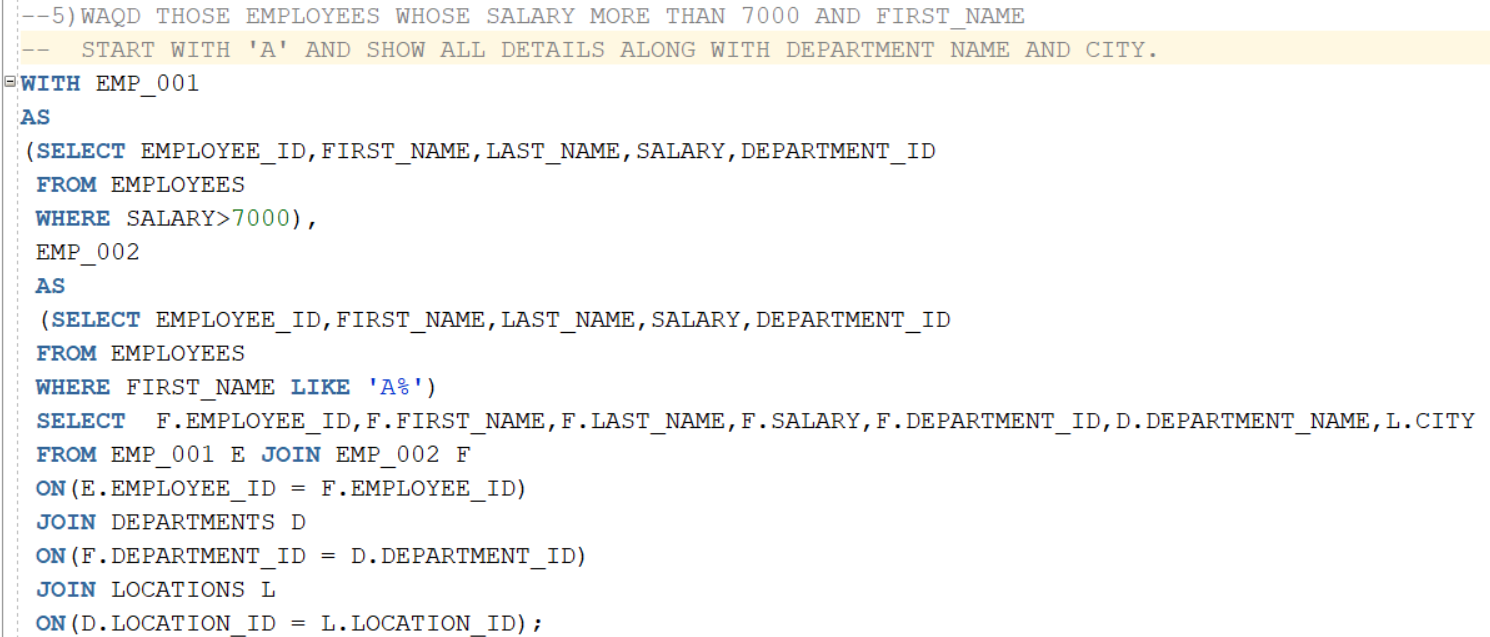 --5)WAQD THOSE EMPLOYEES WHOSE SALARY MORE THAN 7000 AND FIRST_NAME
-- START WITH 'A' AND SHOW ALL DETAILS ALONG WITH DEPARTMENT NAME AND CITY.
WITH EMP_001
AS
(SELECT EMPLOYEE_ID,FIRST_NAME,LAST_NAME,SALARY,DEPARTMENT_ID
FROM EMPLOYEES
WHERE SALARY>7000),
EMP_002
AS
(SELECT EMPLOYEE_ID,FIRST_NAME,LAST_NAME,SALARY,DEPARTMENT_ID
FROM EMPLOYEES
WHERE FIRST_NAME LIKE 'A%')
SELECT F.EMPLOYEE_ID,F.FIRST_NAME,F.LAST_NAME,F.SALARY,F.DEPARTMENT_ID,D.DEPARTMENT_NAME,L.CITY
FROM EMP_001 E JOIN EMP_002 F
ON(E.EMPLOYEE_ID = F.EMPLOYEE_ID)
JOIN DEPARTMENTS D
ON(F.DEPARTMENT_ID = D.DEPARTMENT_ID)
JOIN LOCATIONS L
ON(D.LOCATION_ID = L.LOCATION_ID);